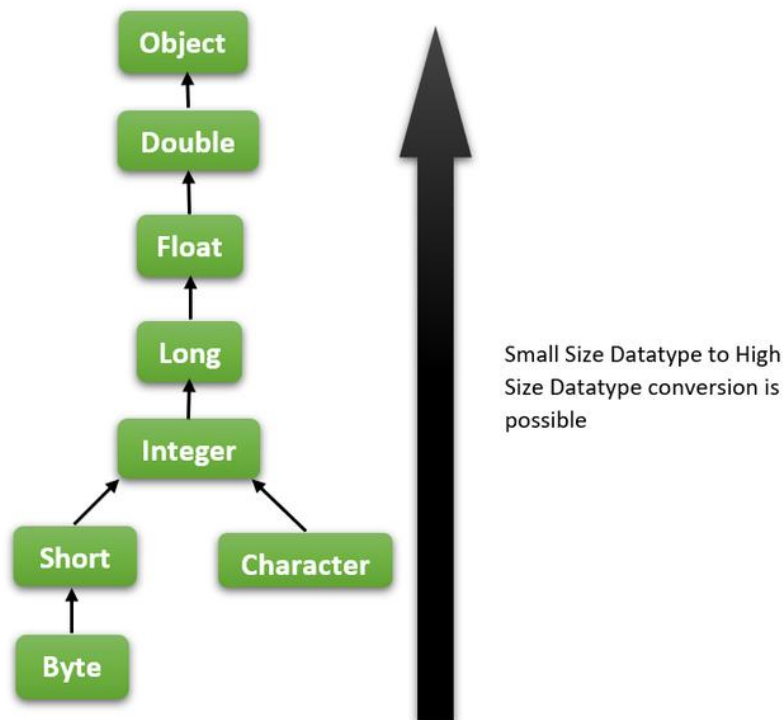 Object
Double
Float
Long
Small Size Datatype to High
Size Datatype conversion is
possible
Integer
Short
Character
Byte